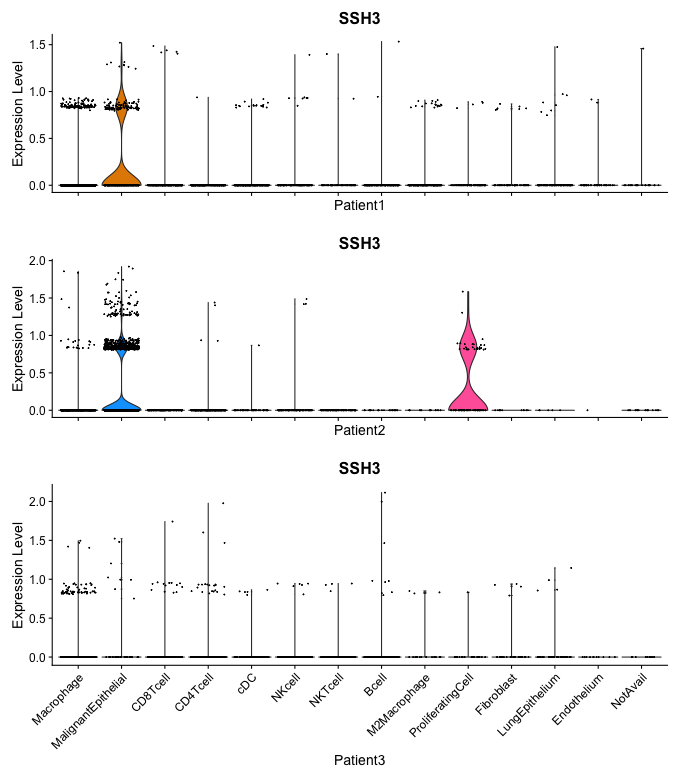 SSH3
Expression Level
1.5
1.0
0.5
0.0
Patient1
SSH3
Expression Level
2.0
1.5
1.0
0.5
0.0
Patient2
SSH3
Expression Level
2.0
1.5
1.0
0.5
0.0
Macrophage
MalignantEpithelial
CD8Tcell
CD4Tcell
cDC
NKcell
NKTcell
Bcell
M2Macrophage
ProliferatingCell
Fibroblast
LungEpithelium
Endothelium
NotAvail
Patient3